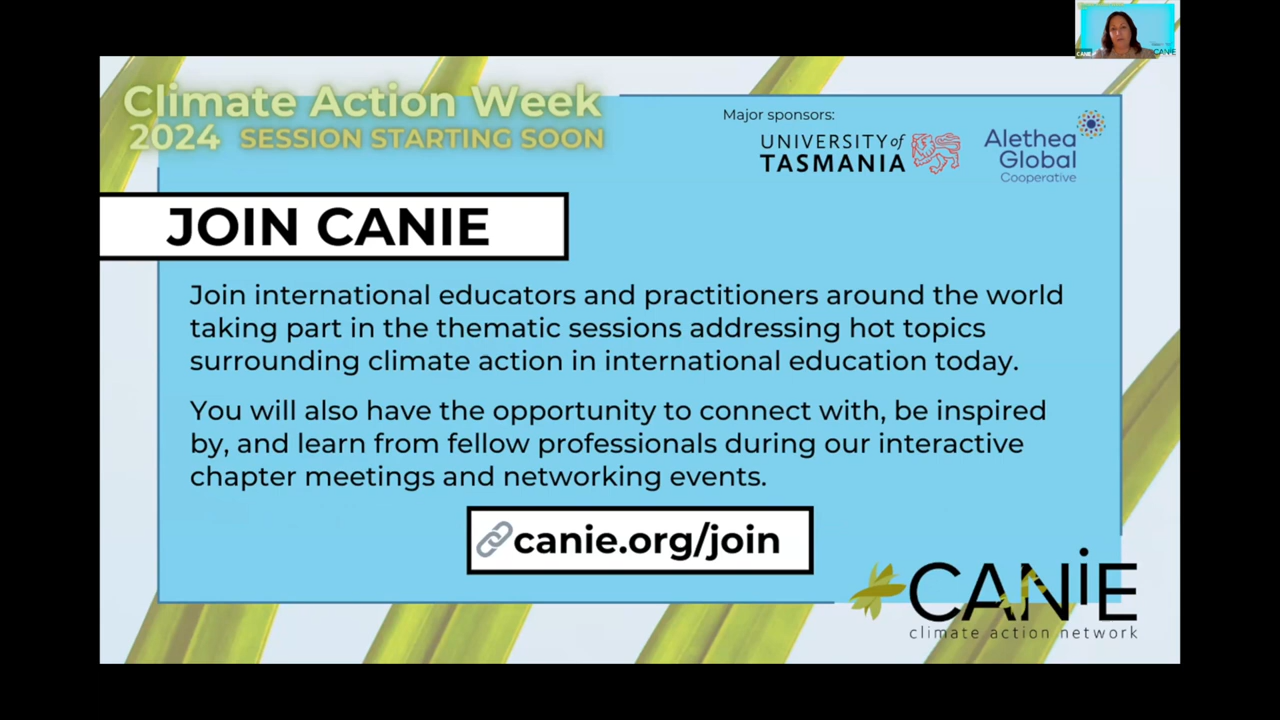 CANIE
CANIE
Climate Action Week
2024 SESSION STARTING SOON
Major sponsors:
UNIVERSITY of
TASMANIA
Alethea
Global
Cooperative
JOIN CANIE
Join international educators and practitioners around the world
taking part in the thematic sessions addressing hot topics
surrounding climate action in international education today.
You will also have the opportunity to connect with, be inspired
by, and learn from fellow professionals during our interactive
chapter meetings and networking events.
canie.org/join
CANiE
climate action network